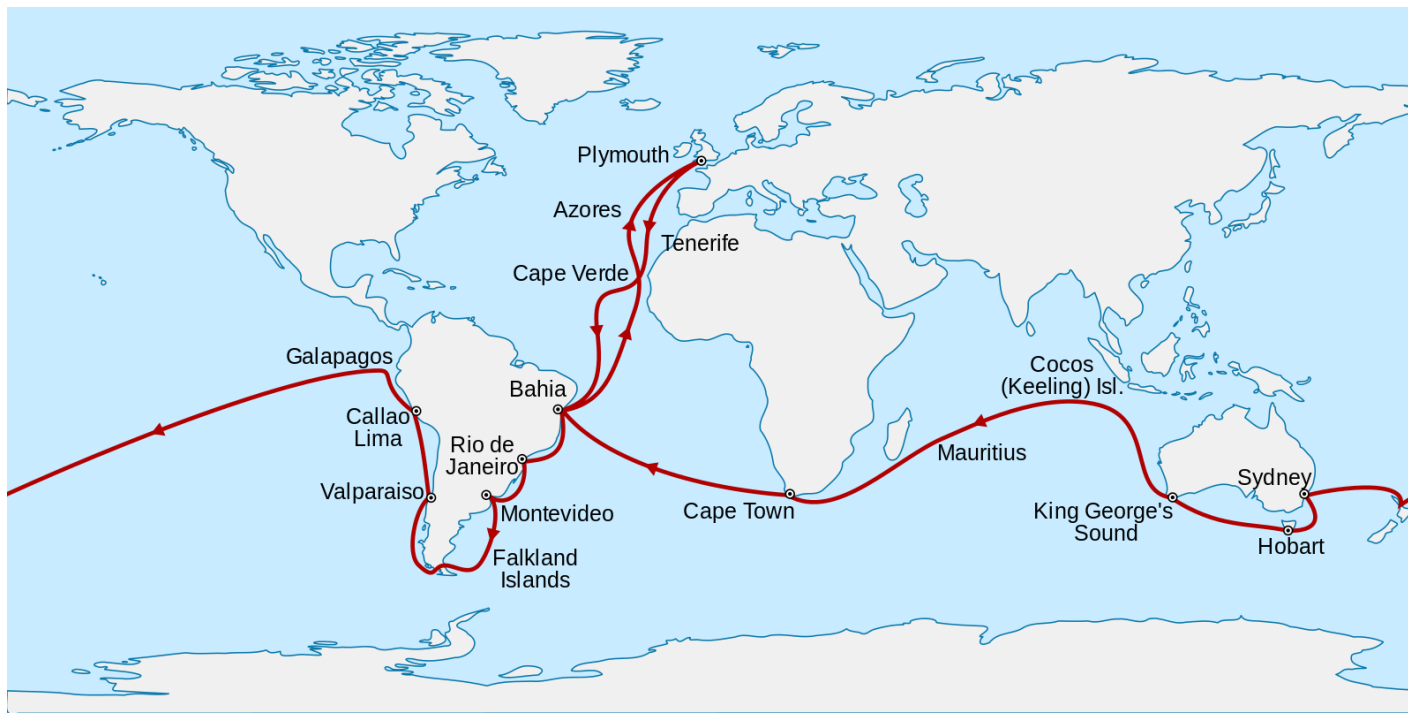 Plymouth
Azores
Tenerife
Cape Verde
Galapagos
Cocos
(Keeling) Isl.
Bahia
Callao
Lima
Rio de
Janeiro
Mauritius
Sydney
Valparaiso
Montevideo
Cape Town
King George's
Sound
Hobart
Falkland
Islands